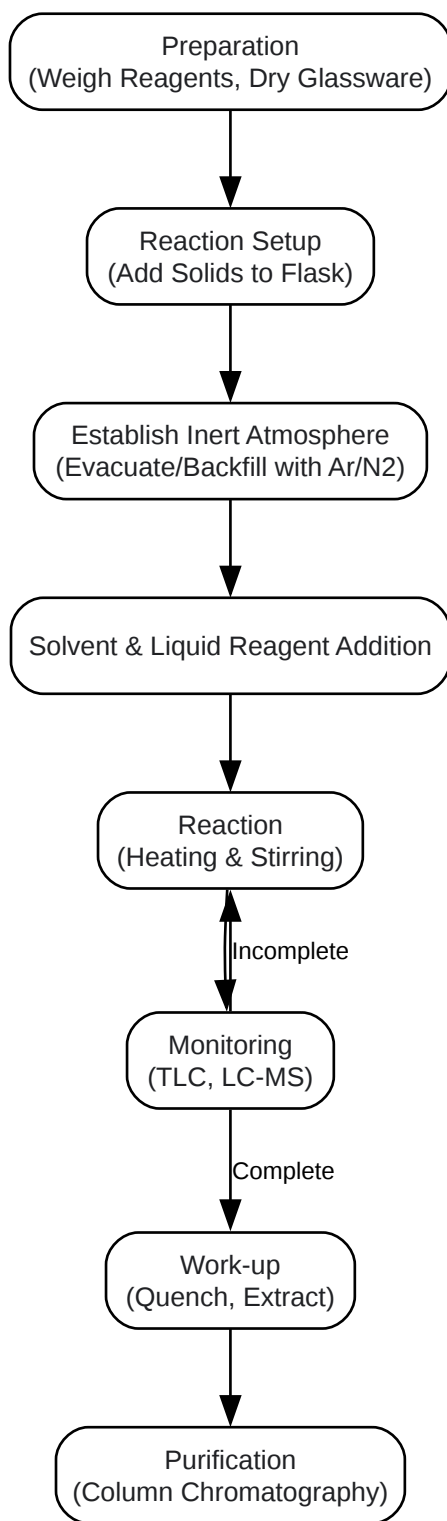 Preparation
(Weigh Reagents, Dry Glassware)
Reaction Setup
(Add Solids to Flask)
Establish Inert Atmosphere
(Evacuate/Backfill with Ar/N2)
Solvent & Liquid Reagent Addition
Reaction
(Heating & Stirring)
Incomplete
Monitoring
(TLC, LC-MS)
Complete
Work-up
(Quench, Extract)
Purification
(Column Chromatography)